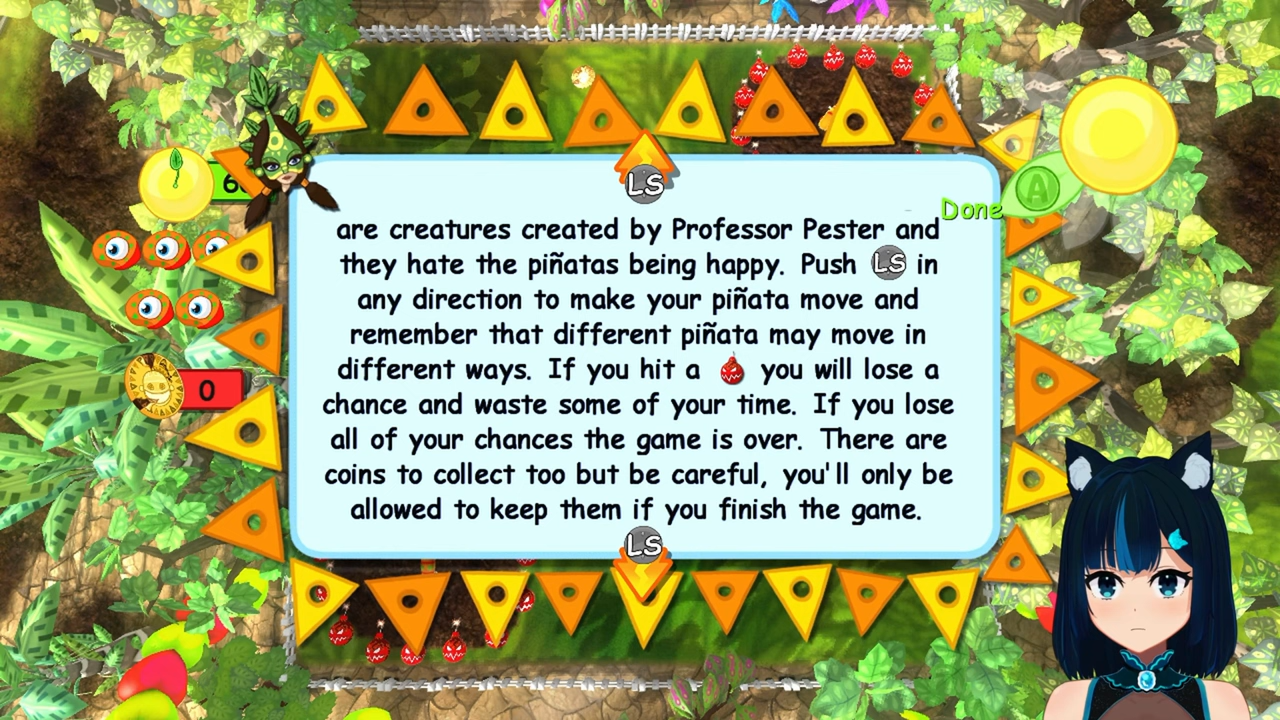 LS
Done
A
6
are creatures created by Professor Pester and
they hate the piñatas being happy. Push LS in
any direction to make your piñata move and
remember that different piñata may move in
different ways. If you hit a you will lose a
chance and waste some of your time. If you lose
all of your chances the game is over. There are
coins to collect too but be careful, you'll only be
allowed to keep them if you finish the game.
0
LS